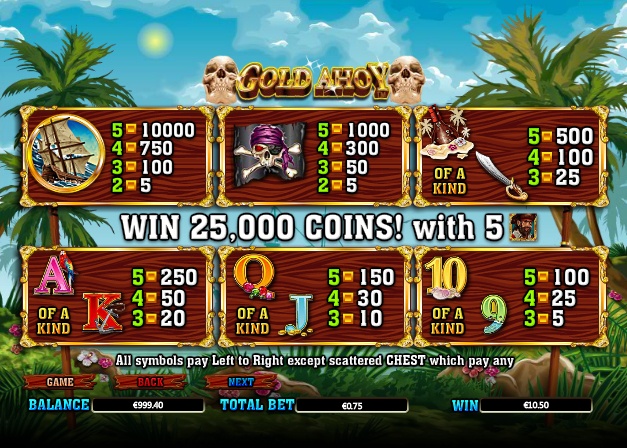 GOLD AHOY
5 = 10000
4 = 750
3 = 100
2 = 5
5 = 1000
4 = 300
3 = 50
2 = 5
OF A KIND
5 = 500
4 = 100
3 = 25
WIN 25,000 COINS! with 5
A
K
OF A KIND
5 = 250
4 = 50
3 = 20
Q
J
OF A KIND
5 = 150
4 = 30
3 = 10
10
9
OF A KIND
5 = 100
4 = 25
3 = 5
All symbols pay Left to Right except scattered CHEST which pay any
GAME BACK NEXT
BALANCE €999.40 TOTAL BET €0.75 WIN €10.50